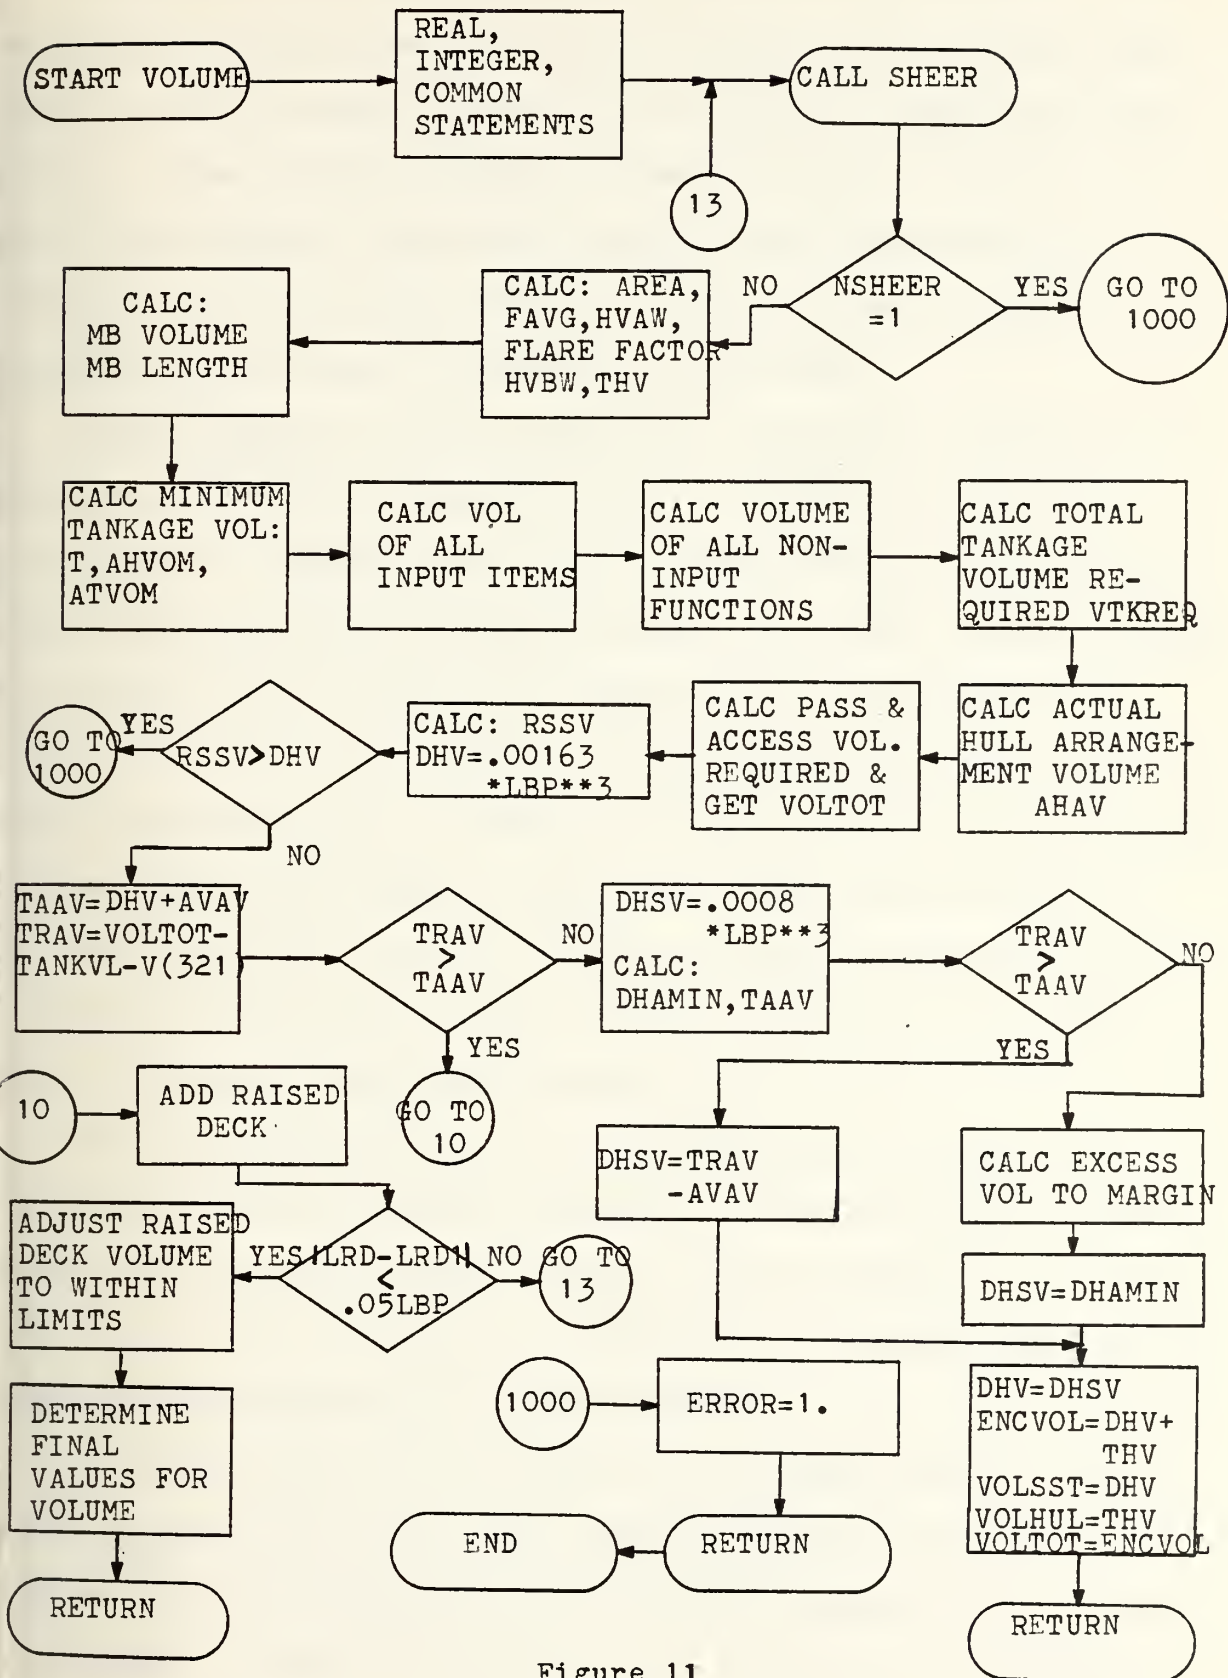 START VOLUME
REAL,
INTEGER,
COMMON
STATEMENTS
CALL SHEER
13
NSHEER
=1
YES
GO TO
1000
NO
CALC: AREA,
FAVG,HVAW,
FLARE FACTOR
HVBW,THV
CALC:
MB VOLUME
MB LENGTH
CALC MINIMUM
TANKAGE VOL:
T,AHVOM,
ATVOM
CALC VOL
OF ALL
INPUT ITEMS
CALC VOLUME
OF ALL NON-
INPUT
FUNCTIONS
CALC TOTAL
TANKAGE
VOLUME RE-
QUIRED VTKREQ
CALC ACTUAL
HULL ARRANGE-
MENT VOLUME
AHAV
CALC PASS &
ACCESS VOL.
REQUIRED &
GET VOLTOT
CALC: RSSV
DHV=.00163
*LBP**3
RSSV>DHV
YES
GO TO
1000
NO
TAAV=DHV+AVAV
TRAV=VOLTOT-
TANKVL-V(321)
TRAV
>
TAAV
NO
YES
GO TO
10
DHSV=.0008
*LBP**3
CALC:
DHAMIN,TAAV
TRAV
>
TAAV
NO
YES
10
ADD RAISED
DECK
DHSV=TRAV
-AVAV
CALC EXCESS
VOL TO MARGIN
ADJUST RAISED
DECK VOLUME
TO WITHIN
LIMITS
YES
|LRD-LRD1|
<
.05LBP
NO
GO TO
13
DHSV=DHAMIN
DETERMINE
FINAL
VALUES FOR
VOLUME
1000
ERROR=1.
DHV=DHSV
ENCVOL=DHV+
THV
VOLSST=DHV
VOLHUL=THV
VOLTOT=ENCVOL
END
RETURN
RETURN
RETURN
Figure 11